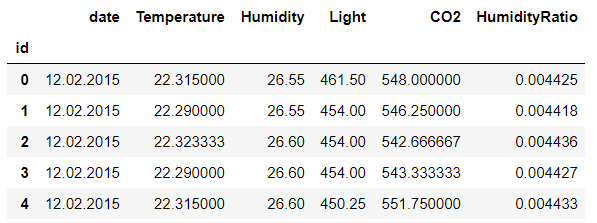 date Temperature Humidity Light CO2 HumidityRatio
id
0 12.02.2015 22.315000 26.55 461.50 548.000000 0.004425
1 12.02.2015 22.290000 26.55 454.00 546.250000 0.004418
2 12.02.2015 22.323333 26.60 454.00 542.666667 0.004436
3 12.02.2015 22.290000 26.60 454.00 543.333333 0.004427
4 12.02.2015 22.315000 26.60 450.25 551.750000 0.004433